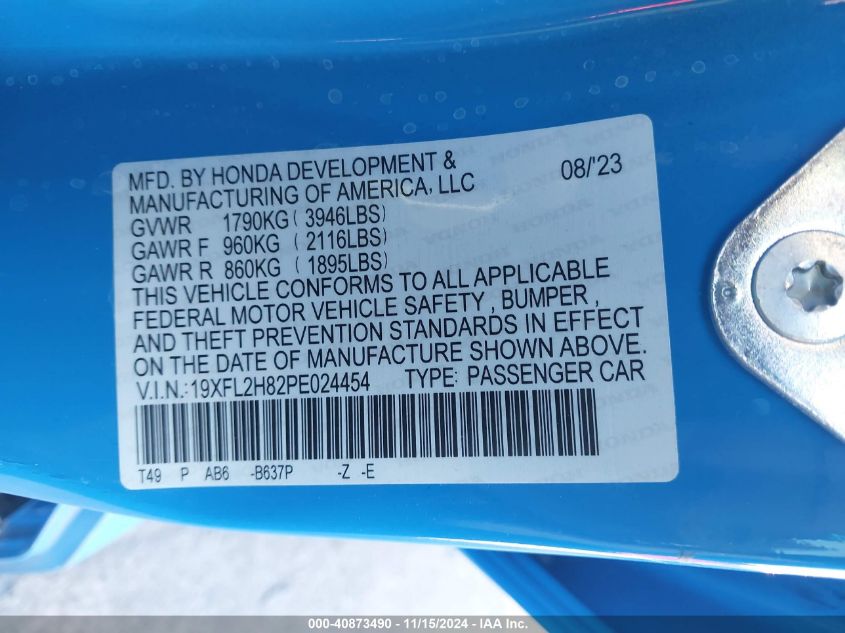 MFD. BY HONDA DEVELOPMENT & 08/'23
MANUFACTURING OF AMERICA, LLC
GVWR 1790KG ( 3946LBS)
GAWR F 960KG ( 2116LBS)
GAWR R 860KG ( 1895LBS)
THIS VEHICLE CONFORMS TO ALL APPLICABLE
FEDERAL MOTOR VEHICLE SAFETY , BUMPER ,
AND THEFT PREVENTION STANDARDS IN EFFECT
ON THE DATE OF MANUFACTURE SHOWN ABOVE.
V.I.N.:19XFL2H82PE024454 TYPE: PASSENGER CAR
T49 P AB6 -B637P -Z -E
000-40873490 - 11/15/2024 - IAA Inc.